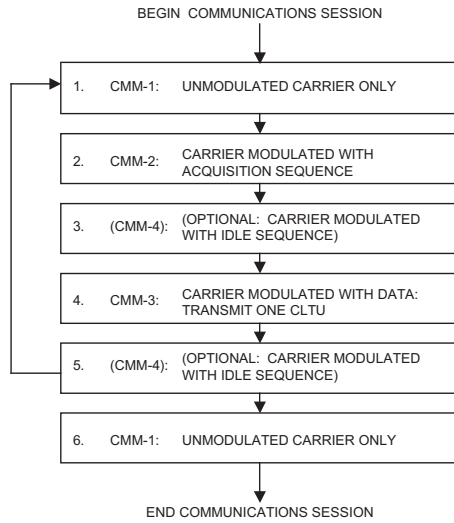 BEGIN COMMUNICATIONS SESSION
1. CMM-1: UNMODULATED CARRIER ONLY
2. CMM-2: CARRIER MODULATED WITH
ACQUISITION SEQUENCE
3. (CMM-4): (OPTIONAL: CARRIER MODULATED
WITH IDLE SEQUENCE)
4. CMM-3: CARRIER MODULATED WITH DATA:
TRANSMIT ONE CLTU
5. (CMM-4): (OPTIONAL: CARRIER MODULATED
WITH IDLE SEQUENCE)
6. CMM-1: UNMODULATED CARRIER ONLY
END COMMUNICATIONS SESSION